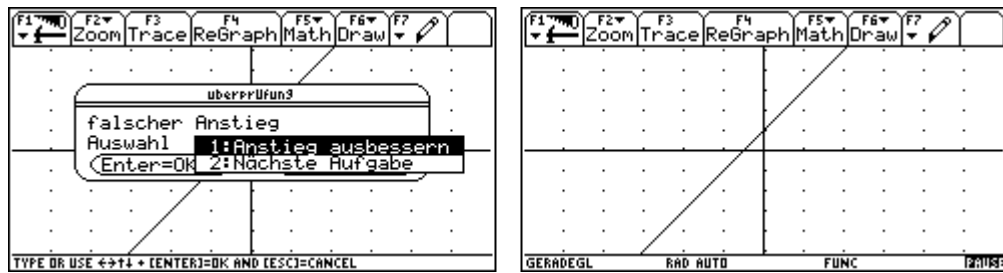 F1 F2 Zoom F3 Trace F4 ReGraph F5 Math F6 Draw F7
überprüfung
falscher Anstieg
Auswahl
1:Anstieg ausbessern
2:Nächste Aufgabe
Enter=OK
TYPE OR USE ←→↑↓ + [ENTER]=OK AND [ESC]=CANCEL
F1 F2 Zoom F3 Trace F4 ReGraph F5 Math F6 Draw F7
GERADEGL RAD AUTO FUNC PAUSE